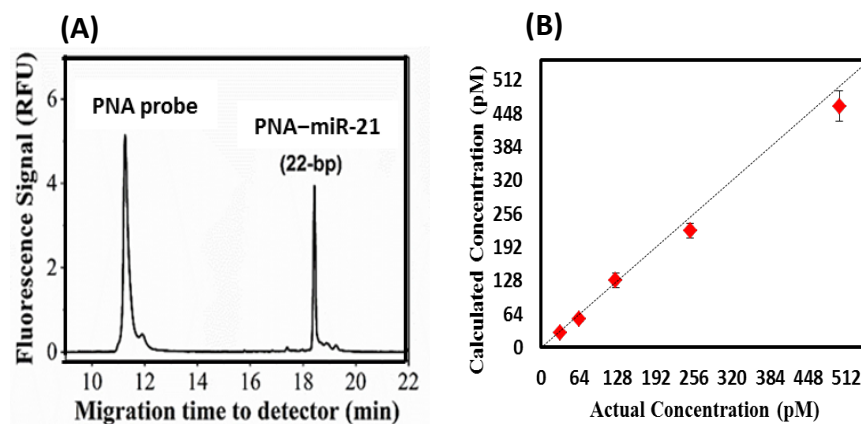 (A)
Fluorescence Signal (RFU)
6
4
2
0
PNA probe
PNA–miR-21
(22-bp)
10 12 14 16 18 20 22
Migration time to detector (min)
(B)
Calculated Concentration (pM)
512
448
384
320
256
192
128
64
0
0 64 128 192 256 320 384 448 512
Actual Concentration (pM)